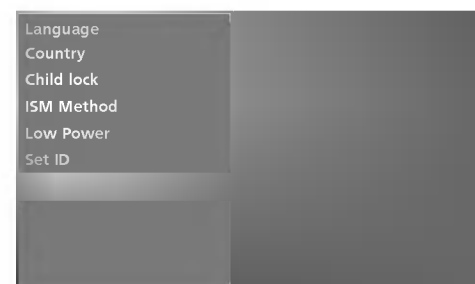 Language
Country
Child lock
ISM Method
Low Power
Set ID